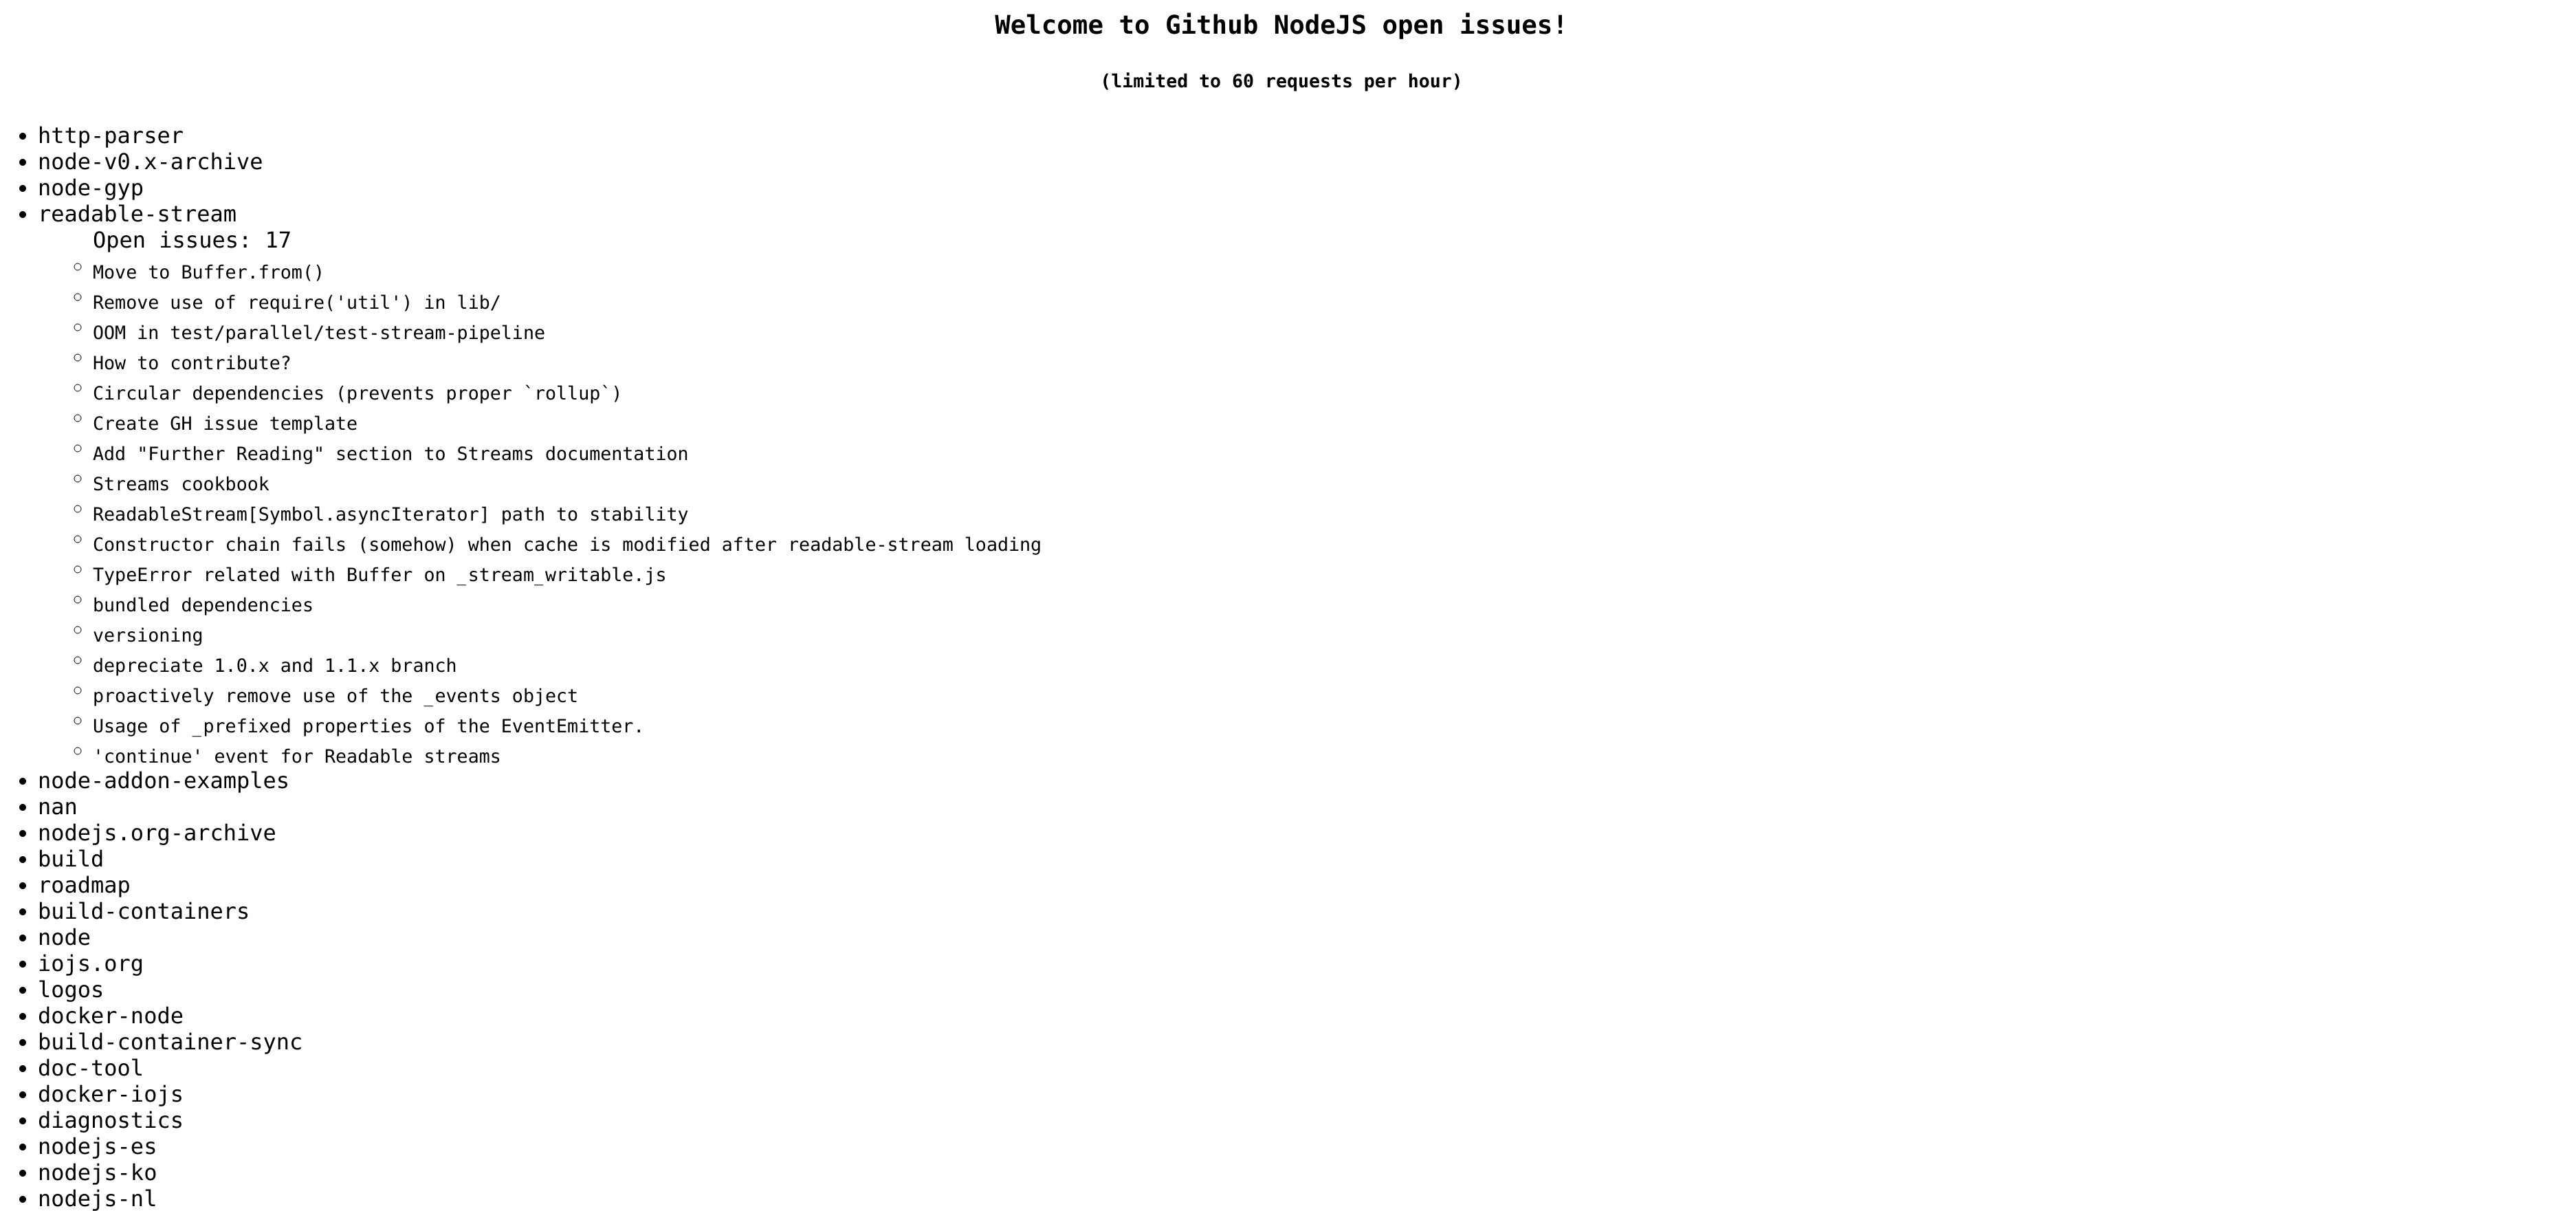 Welcome to Github NodeJS open issues!
(limited to 60 requests per hour)
http-parser
node-v0.x-archive
node-gyp
readable-stream
Open issues: 17
Move to Buffer.from()
Remove use of require('util') in lib/
OOM in test/parallel/test-stream-pipeline
How to contribute?
Circular dependencies (prevents proper `rollup`)
Create GH issue template
Add "Further Reading" section to Streams documentation
Streams cookbook
ReadableStream[Symbol.asyncIterator] path to stability
Constructor chain fails (somehow) when cache is modified after readable-stream loading
TypeError related with Buffer on _stream_writable.js
bundled dependencies
versioning
depreciate 1.0.x and 1.1.x branch
proactively remove use of the _events object
Usage of _prefixed properties of the EventEmitter.
'continue' event for Readable streams
node-addon-examples
nan
nodejs.org-archive
build
roadmap
build-containers
node
iojs.org
logos
docker-node
build-container-sync
doc-tool
docker-iojs
diagnostics
nodejs-es
nodejs-ko
nodejs-nl